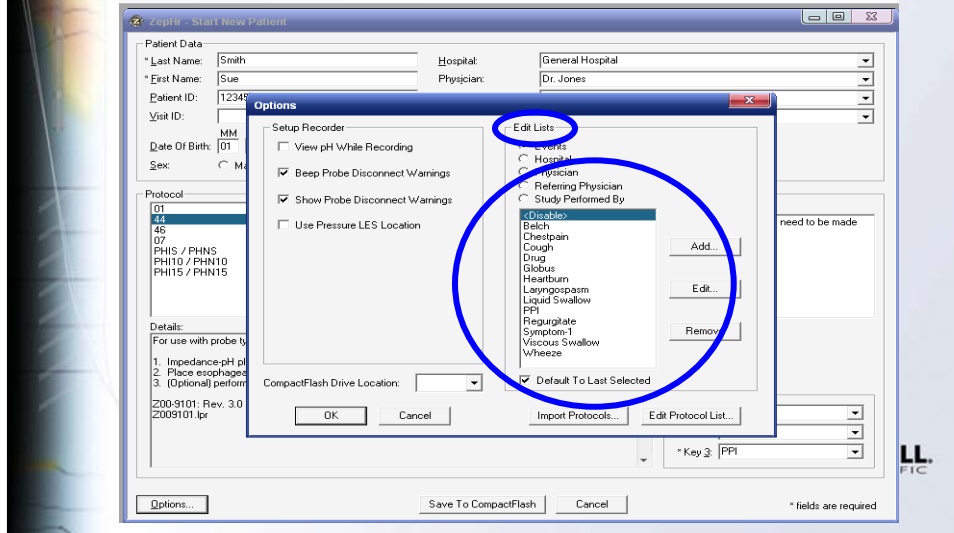 ZepHr - Start New Patient
Patient Data
* Last Name: Smith
Hospital: General Hospital
* First Name: Sue
Physician: Dr. Jones
Patient ID: 12345
Visit ID:
MM
Date Of Birth: 01
Sex:
Protocol
01
44
46
07
PHIS / PHNS
PHI10 / PHN10
PHI15 / PHN15
need to be made
Details:
For use with probe ty
1. Impedance-pH pl
2. Place esophagea
3. (Optional) perform
Z00-9101: Rev. 3.0
Z009101.lpr
Options
Setup Recorder
View pH While Recording
Beep Probe Disconnect Warnings
Show Probe Disconnect Warnings
Use Pressure LES Location
CompactFlash Drive Location:
OK
Cancel
Edit Lists
Events
Hospital
Physician
Referring Physician
Study Performed By
<Disable>
Belch
Chestpain
Cough
Drug
Globus
Heartburn
Laryngospasm
Liquid Swallow
PPI
Regurgitate
Symptom-1
Viscous Swallow
Wheeze
Add...
Edit...
Remove
Default To Last Selected
Import Protocols...
Edit Protocol List...
* Key 3: PPI
Options...
Save To CompactFlash
Cancel
* fields are required
LL.
FIC